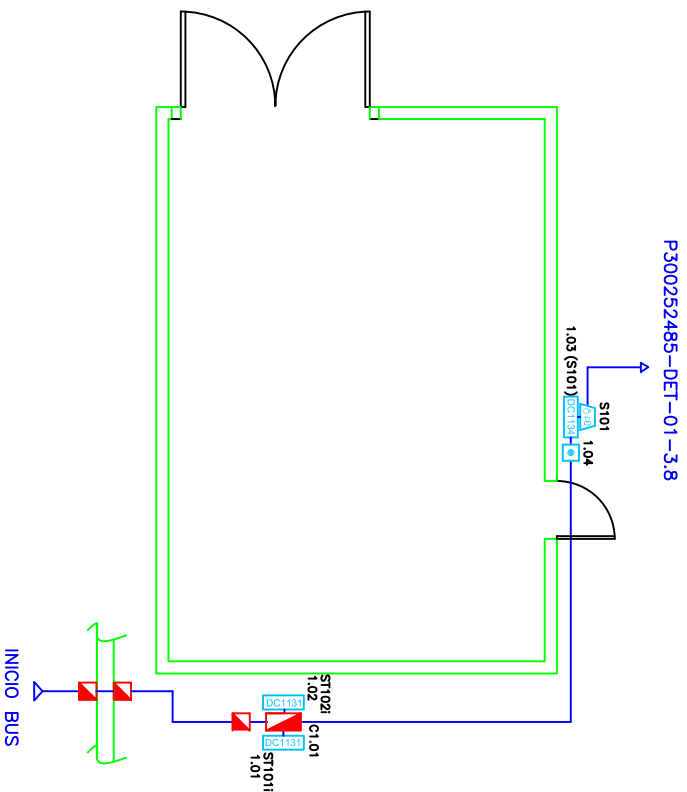 P300252485-DET-01-3.8
S101
1.03 (S101)
DC1134
1.04
ST102i
1.02
DC1131
C1.01
DC1131
ST101i
1.01
INICIO BUS